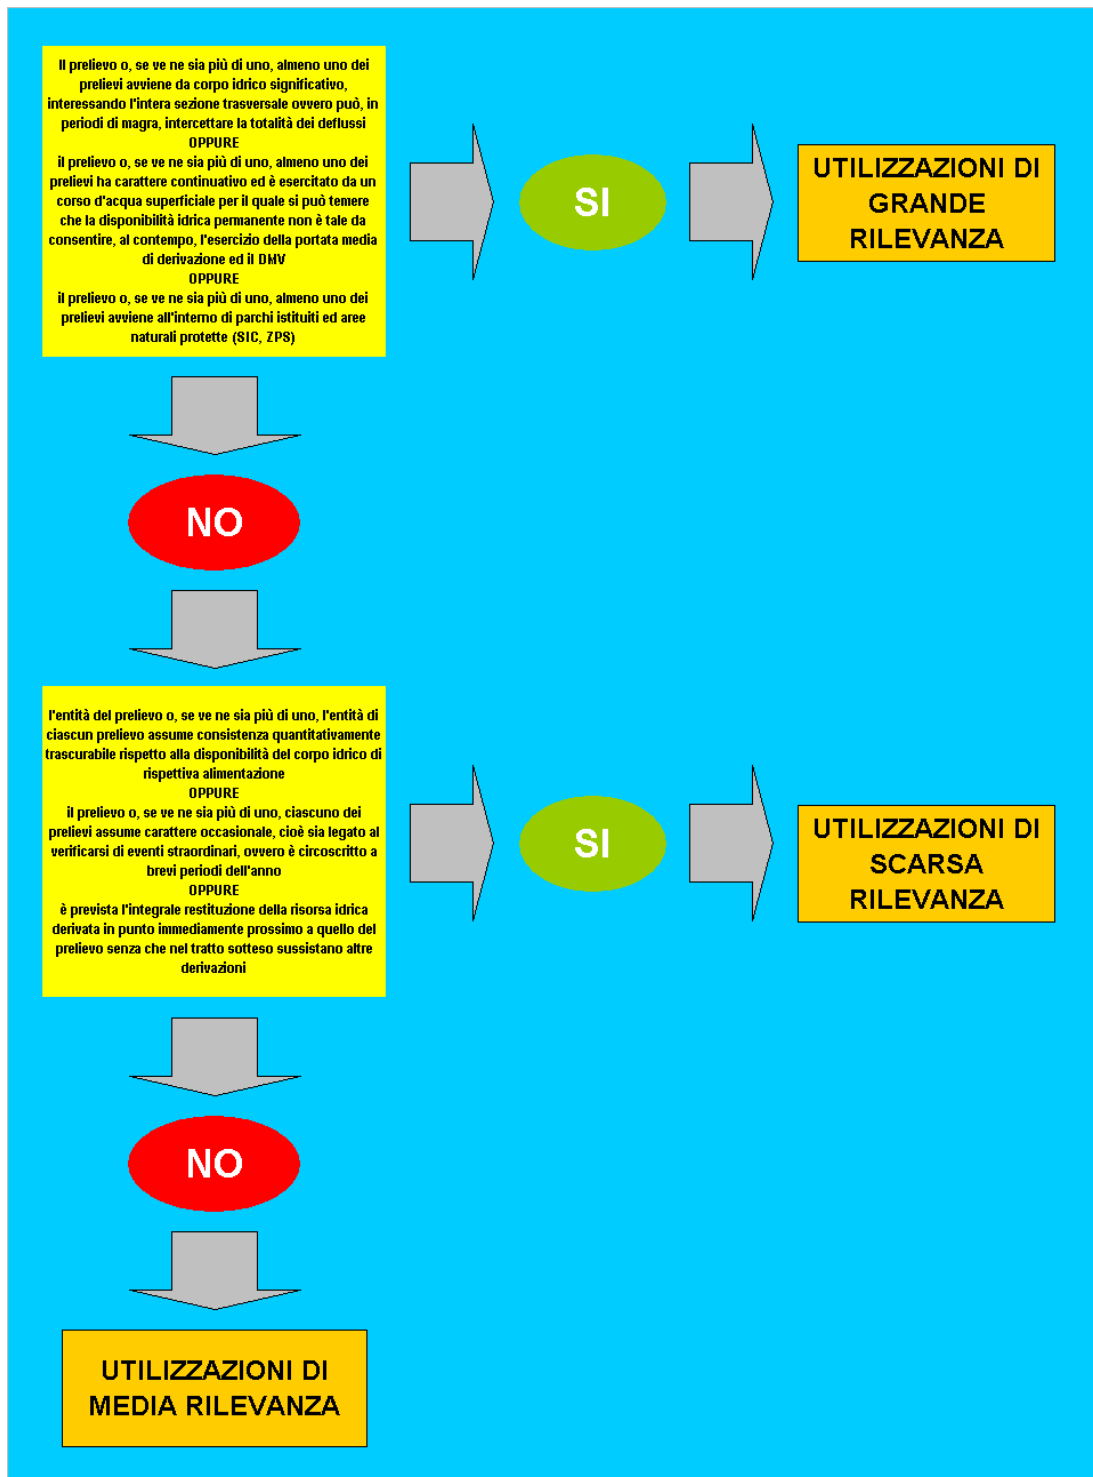 Il prelievo o, se ve ne sia più di uno, almeno uno dei
prelievi avviene da corpo idrico significativo,
interessando l'intera sezione trasversale ovvero può, in
periodi di magra, intercettare la totalità dei deflussi
OPPURE
il prelievo o, se ve ne sia più di uno, almeno uno dei
prelievi ha carattere continuativo ed è esercitato da un
corso d'acqua superficiale per il quale si può temere
che la disponibilità idrica permanente non è tale da
consentire, al contempo, l'esercizio della portata media
di derivazione ed il DMV
OPPURE
il prelievo o, se ve ne sia più di uno, almeno uno dei
prelievi avviene all'interno di parchi istituiti ed aree
naturali protette (SIC, ZPS)
SI
UTILIZZAZIONI DI
GRANDE
RILEVANZA
NO
l'entità del prelievo o, se ve ne sia più di uno, l'entità di
ciascun prelievo assume consistenza quantitativamente
trascurabile rispetto alla disponibilità del corpo idrico di
rispettiva alimentazione
OPPURE
il prelievo o, se ve ne sia più di uno, ciascuno dei
prelievi assume carattere occasionale, cioè sia legato al
verificarsi di eventi straordinari, ovvero è circoscritto a
brevi periodi dell'anno
OPPURE
è prevista l'integrale restituzione della risorsa idrica
derivata in punto immediatamente prossimo a quello del
prelievo senza che nel tratto sotteso sussistano altre
derivazioni
SI
UTILIZZAZIONI DI
SCARSA
RILEVANZA
NO
UTILIZZAZIONI DI
MEDIA RILEVANZA